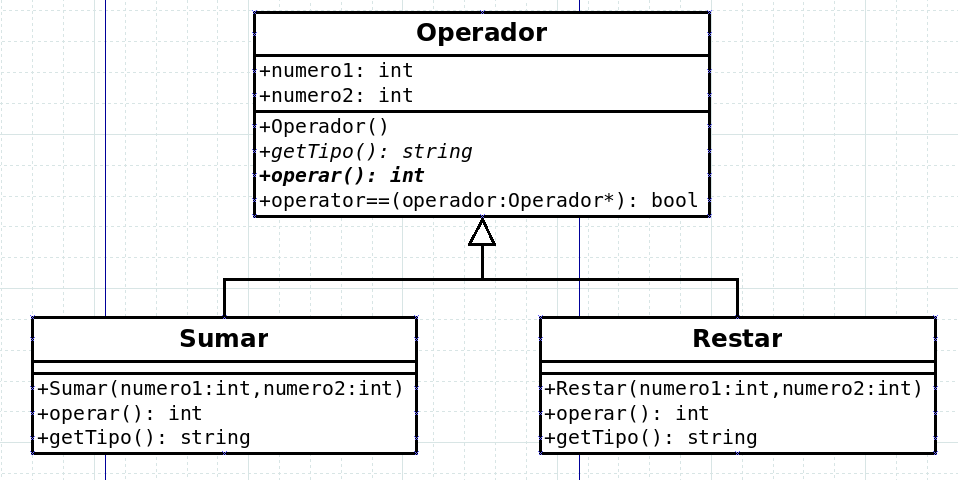 Operador
+numero1: int
+numero2: int
+Operador()
+getTipo(): string
+operar(): int
+operator==(operador:Operador*): bool
Sumar
+Sumar(numero1:int,numero2:int)
+operar(): int
+getTipo(): string
Restar
+Restar(numero1:int,numero2:int)
+operar(): int
+getTipo(): string